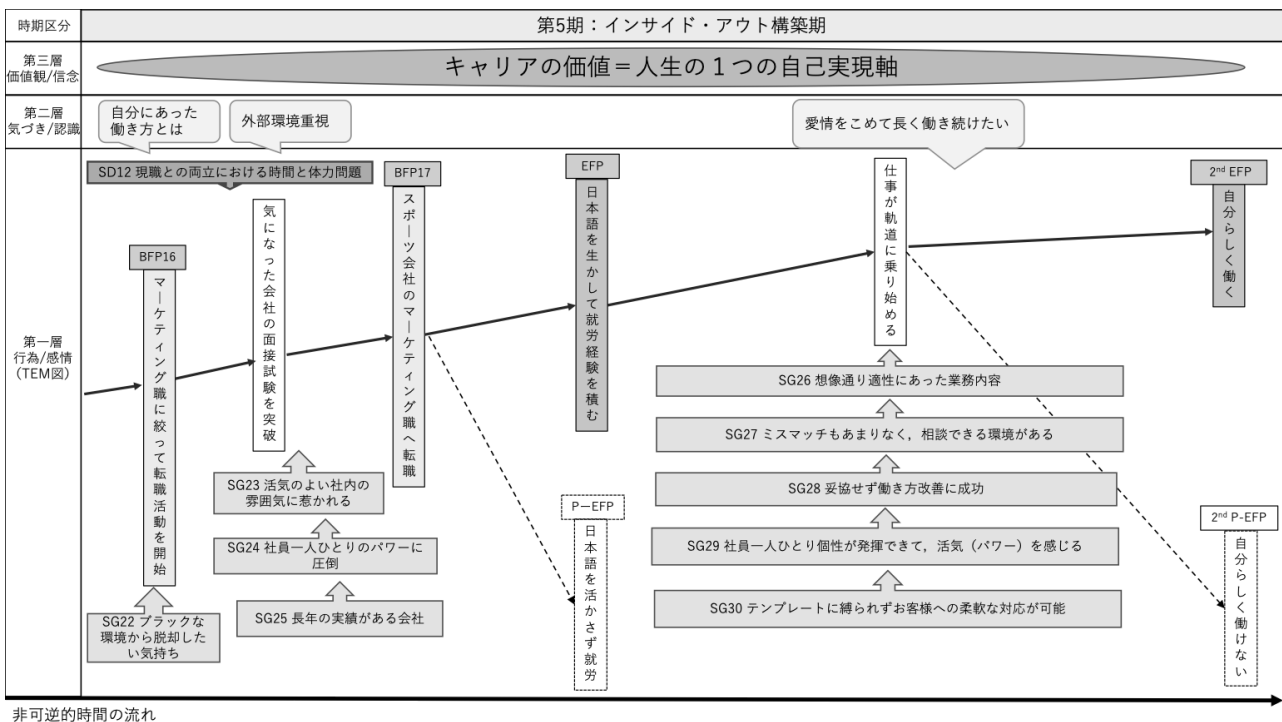 時期区分
第5期：インサイド・アウト構築期
第三層
価値観/信念
キャリアの価値＝人生の１つの自己実現軸
第二層
気づき/認識
自分にあった
働き方とは
外部環境重視
愛情をこめて長く働き続けたい
第一層
行為/感情
（TEM図）
SD12 現職との両立における時間と体力問題
BFP16
マーケティング職に絞って転職活動を開始
SG22 ブラックな
環境から脱却した
い気持ち
気になった会社の面接試験を突破
SG23 活気のよい社内の
雰囲気に惹かれる
SG24 社員一人ひとりのパワーに
圧倒
SG25 長年の実績がある会社
BFP17
スポーツ会社のマーケティング職へ転職
EFP
日本語を生かして就労経験を積む
P－EFP
日本語を活かさず就労
仕事が軌道に乗り始める
SG26 想像通り適性にあった業務内容
SG27 ミスマッチもあまりなく，相談できる環境がある
SG28 妥協せず働き方改善に成功
SG29 社員一人ひとり個性が発揮できて，活気（パワー）を感じる
SG30 テンプレートに縛られずお客様への柔軟な対応が可能
2nd EFP
自分らしく働く
2nd P-EFP
自分らしく働けない
非可逆的時間の流れ